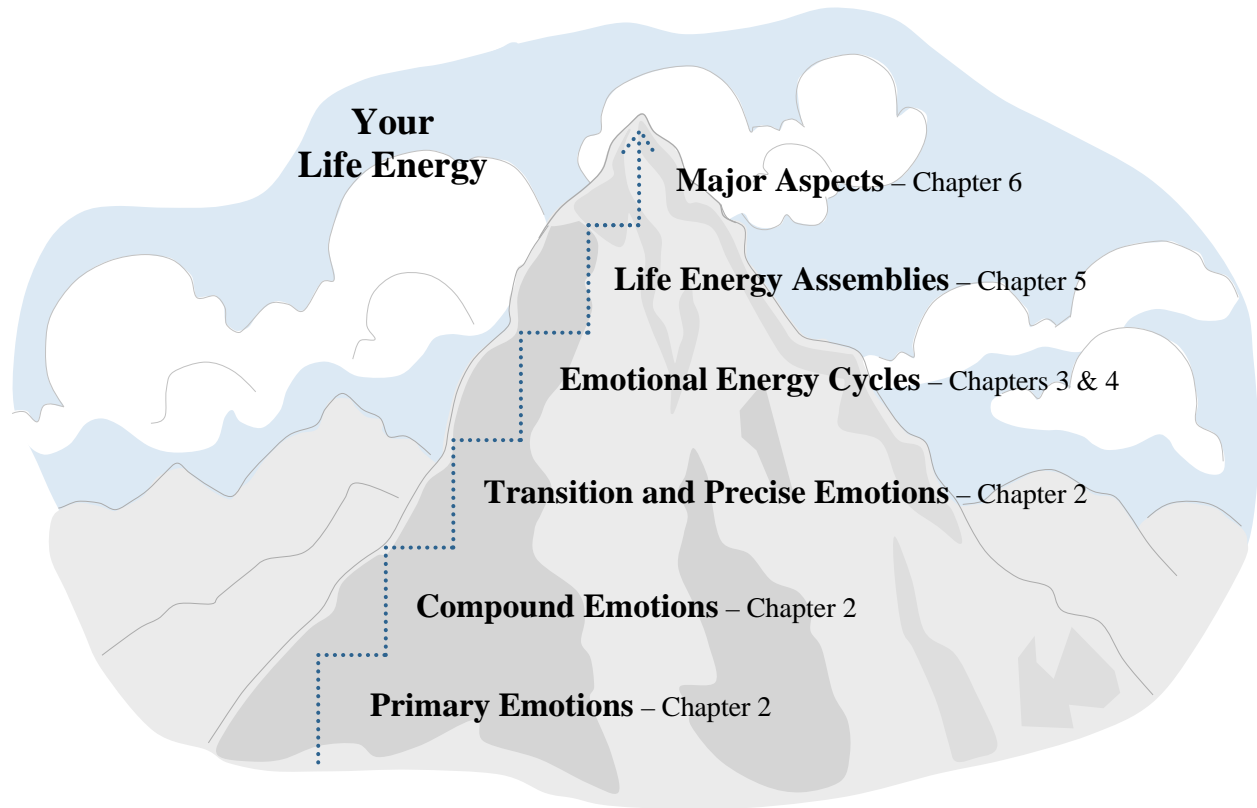 Your
Life Energy
Major Aspects – Chapter 6
Life Energy Assemblies – Chapter 5
Emotional Energy Cycles – Chapters 3 & 4
Transition and Precise Emotions – Chapter 2
Compound Emotions – Chapter 2
Primary Emotions – Chapter 2